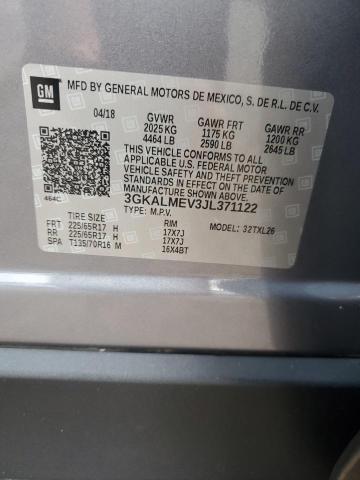 GM
MFD BY GENERAL MOTORS DE MEXICO, S. DE R.L. DE C.V.
04/18 GVWR GAWR FRT GAWR RR
2025 KG 1175 KG 1200 KG
4464 LB 2590 LB 2645 LB
THIS VEHICLE CONFORMS TO ALL
APPLICABLE U.S. FEDERAL MOTOR
VEHICLE SAFETY AND THEFT PREVENTION
STANDARDS IN EFFECT ON THE DATE OF
MANUFACTURE SHOWN ABOVE.
464C 3GKALMEV3JL371122
TYPE: M.P.V. MODEL: 32TXL26
TIRE SIZE RIM
FRT 225/65R17 H 17X7J
RR 225/65R17 H 17X7J
SPA T135/70R16 M 16X4BT